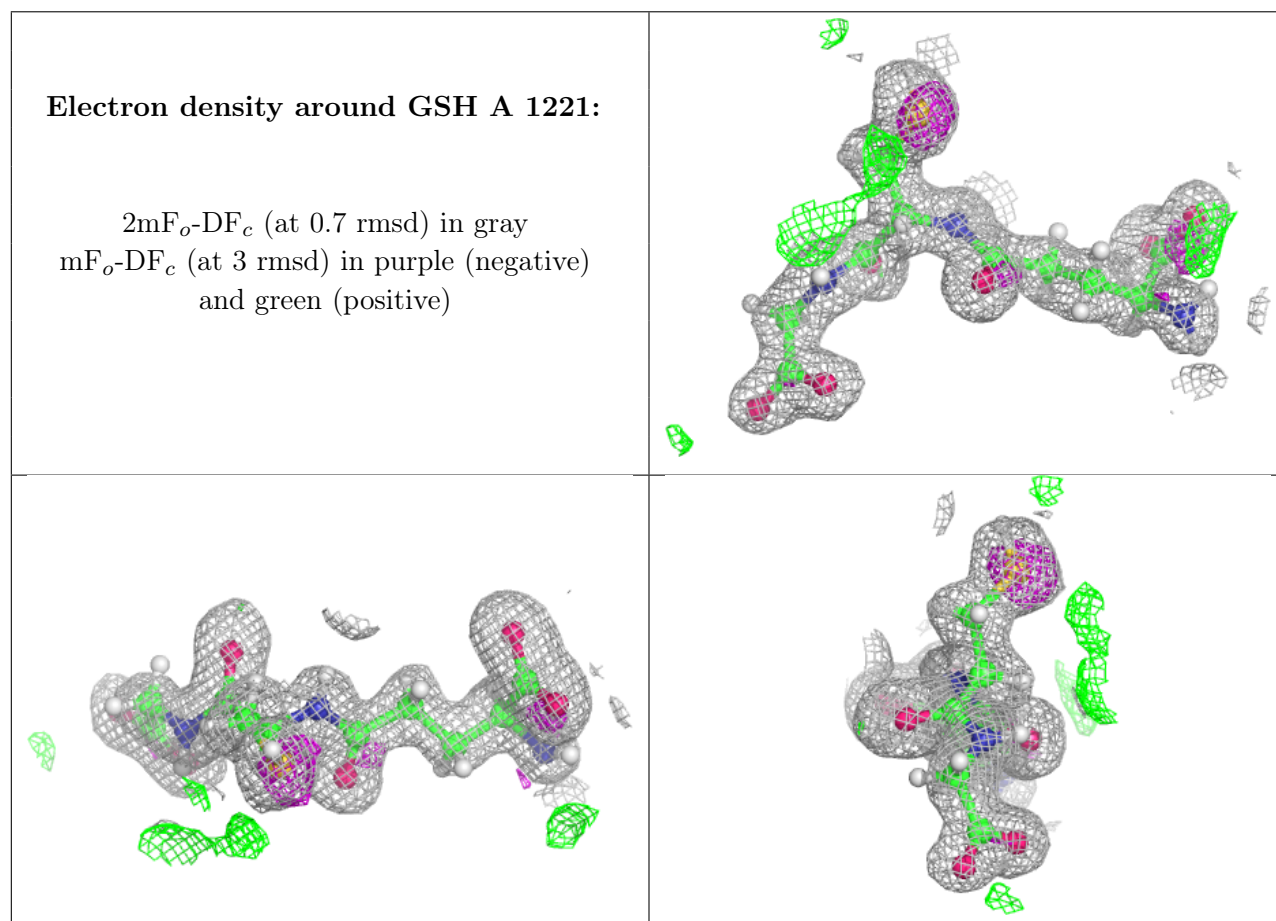 Electron density around GSH A 1221:
2mFo-DFc (at 0.7 rmsd) in gray
mFo-DFc (at 3 rmsd) in purple (negative)
and green (positive)